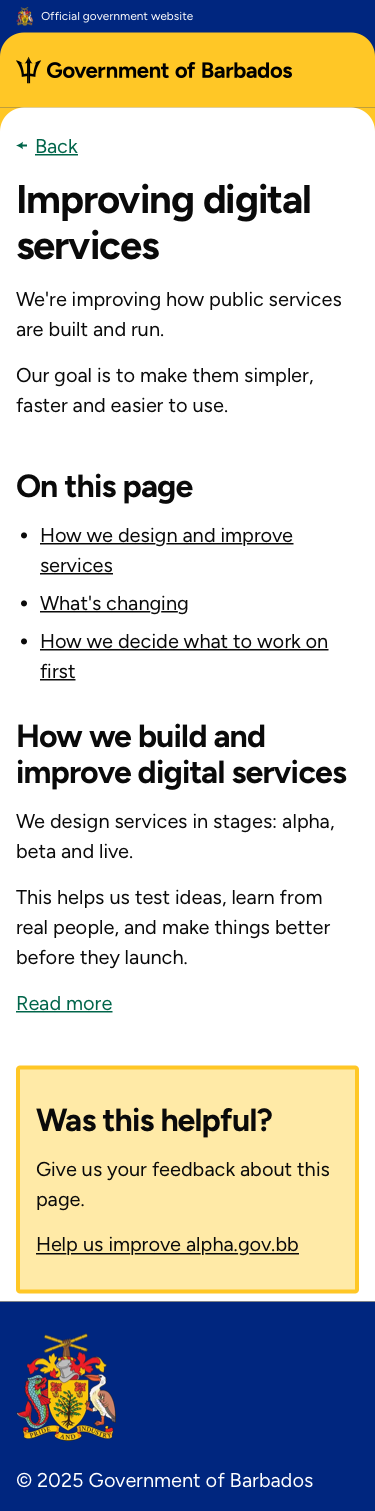 Official government website
Government of Barbados
Back
Improving digital
services
We're improving how public services
are built and run.
Our goal is to make them simpler,
faster and easier to use.
On this page
• How we design and improve
services
• What's changing
• How we decide what to work on
first
How we build and
improve digital services
We design services in stages: alpha,
beta and live.
This helps us test ideas, learn from
real people, and make things better
before they launch.
Read more
Was this helpful?
Give us your feedback about this
page.
Help us improve alpha.gov.bb
PRIDE AND INDUSTRY
© 2025 Government of Barbados